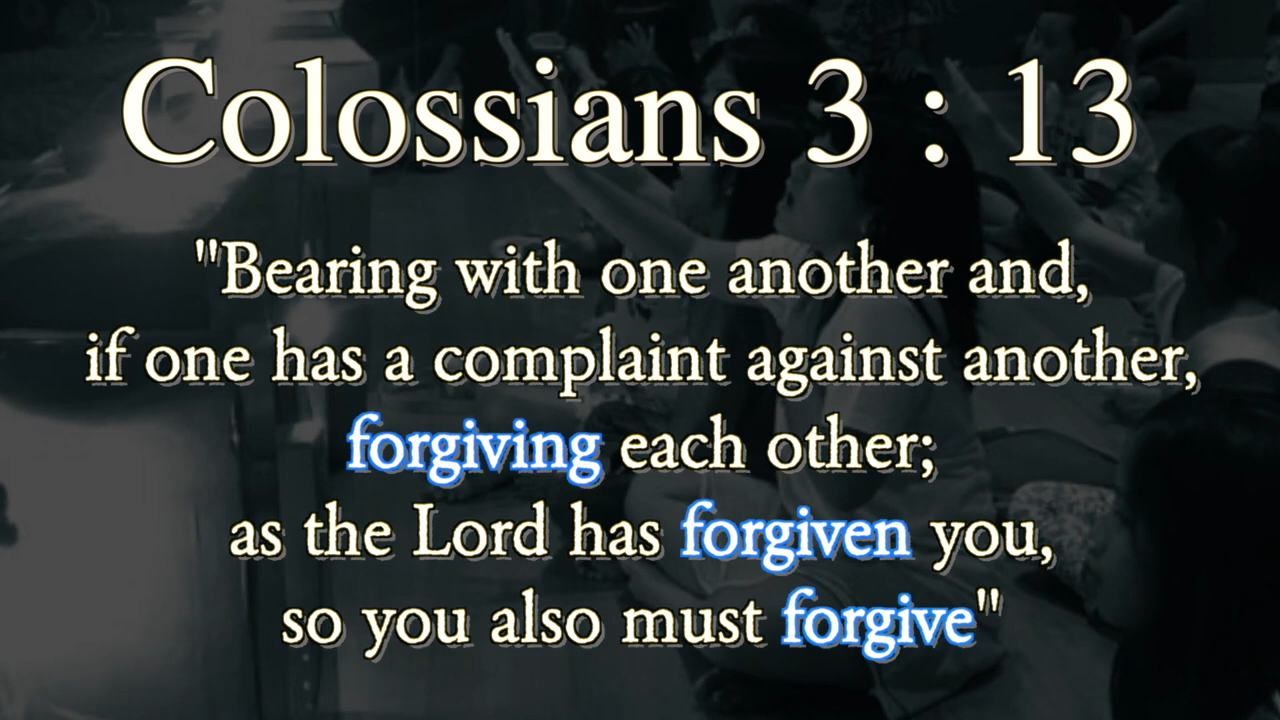 Colossians 3 : 13
"Bearing with one another and,
if one has a complaint against another,
forgiving each other;
as the Lord has forgiven you,
so you also must forgive"